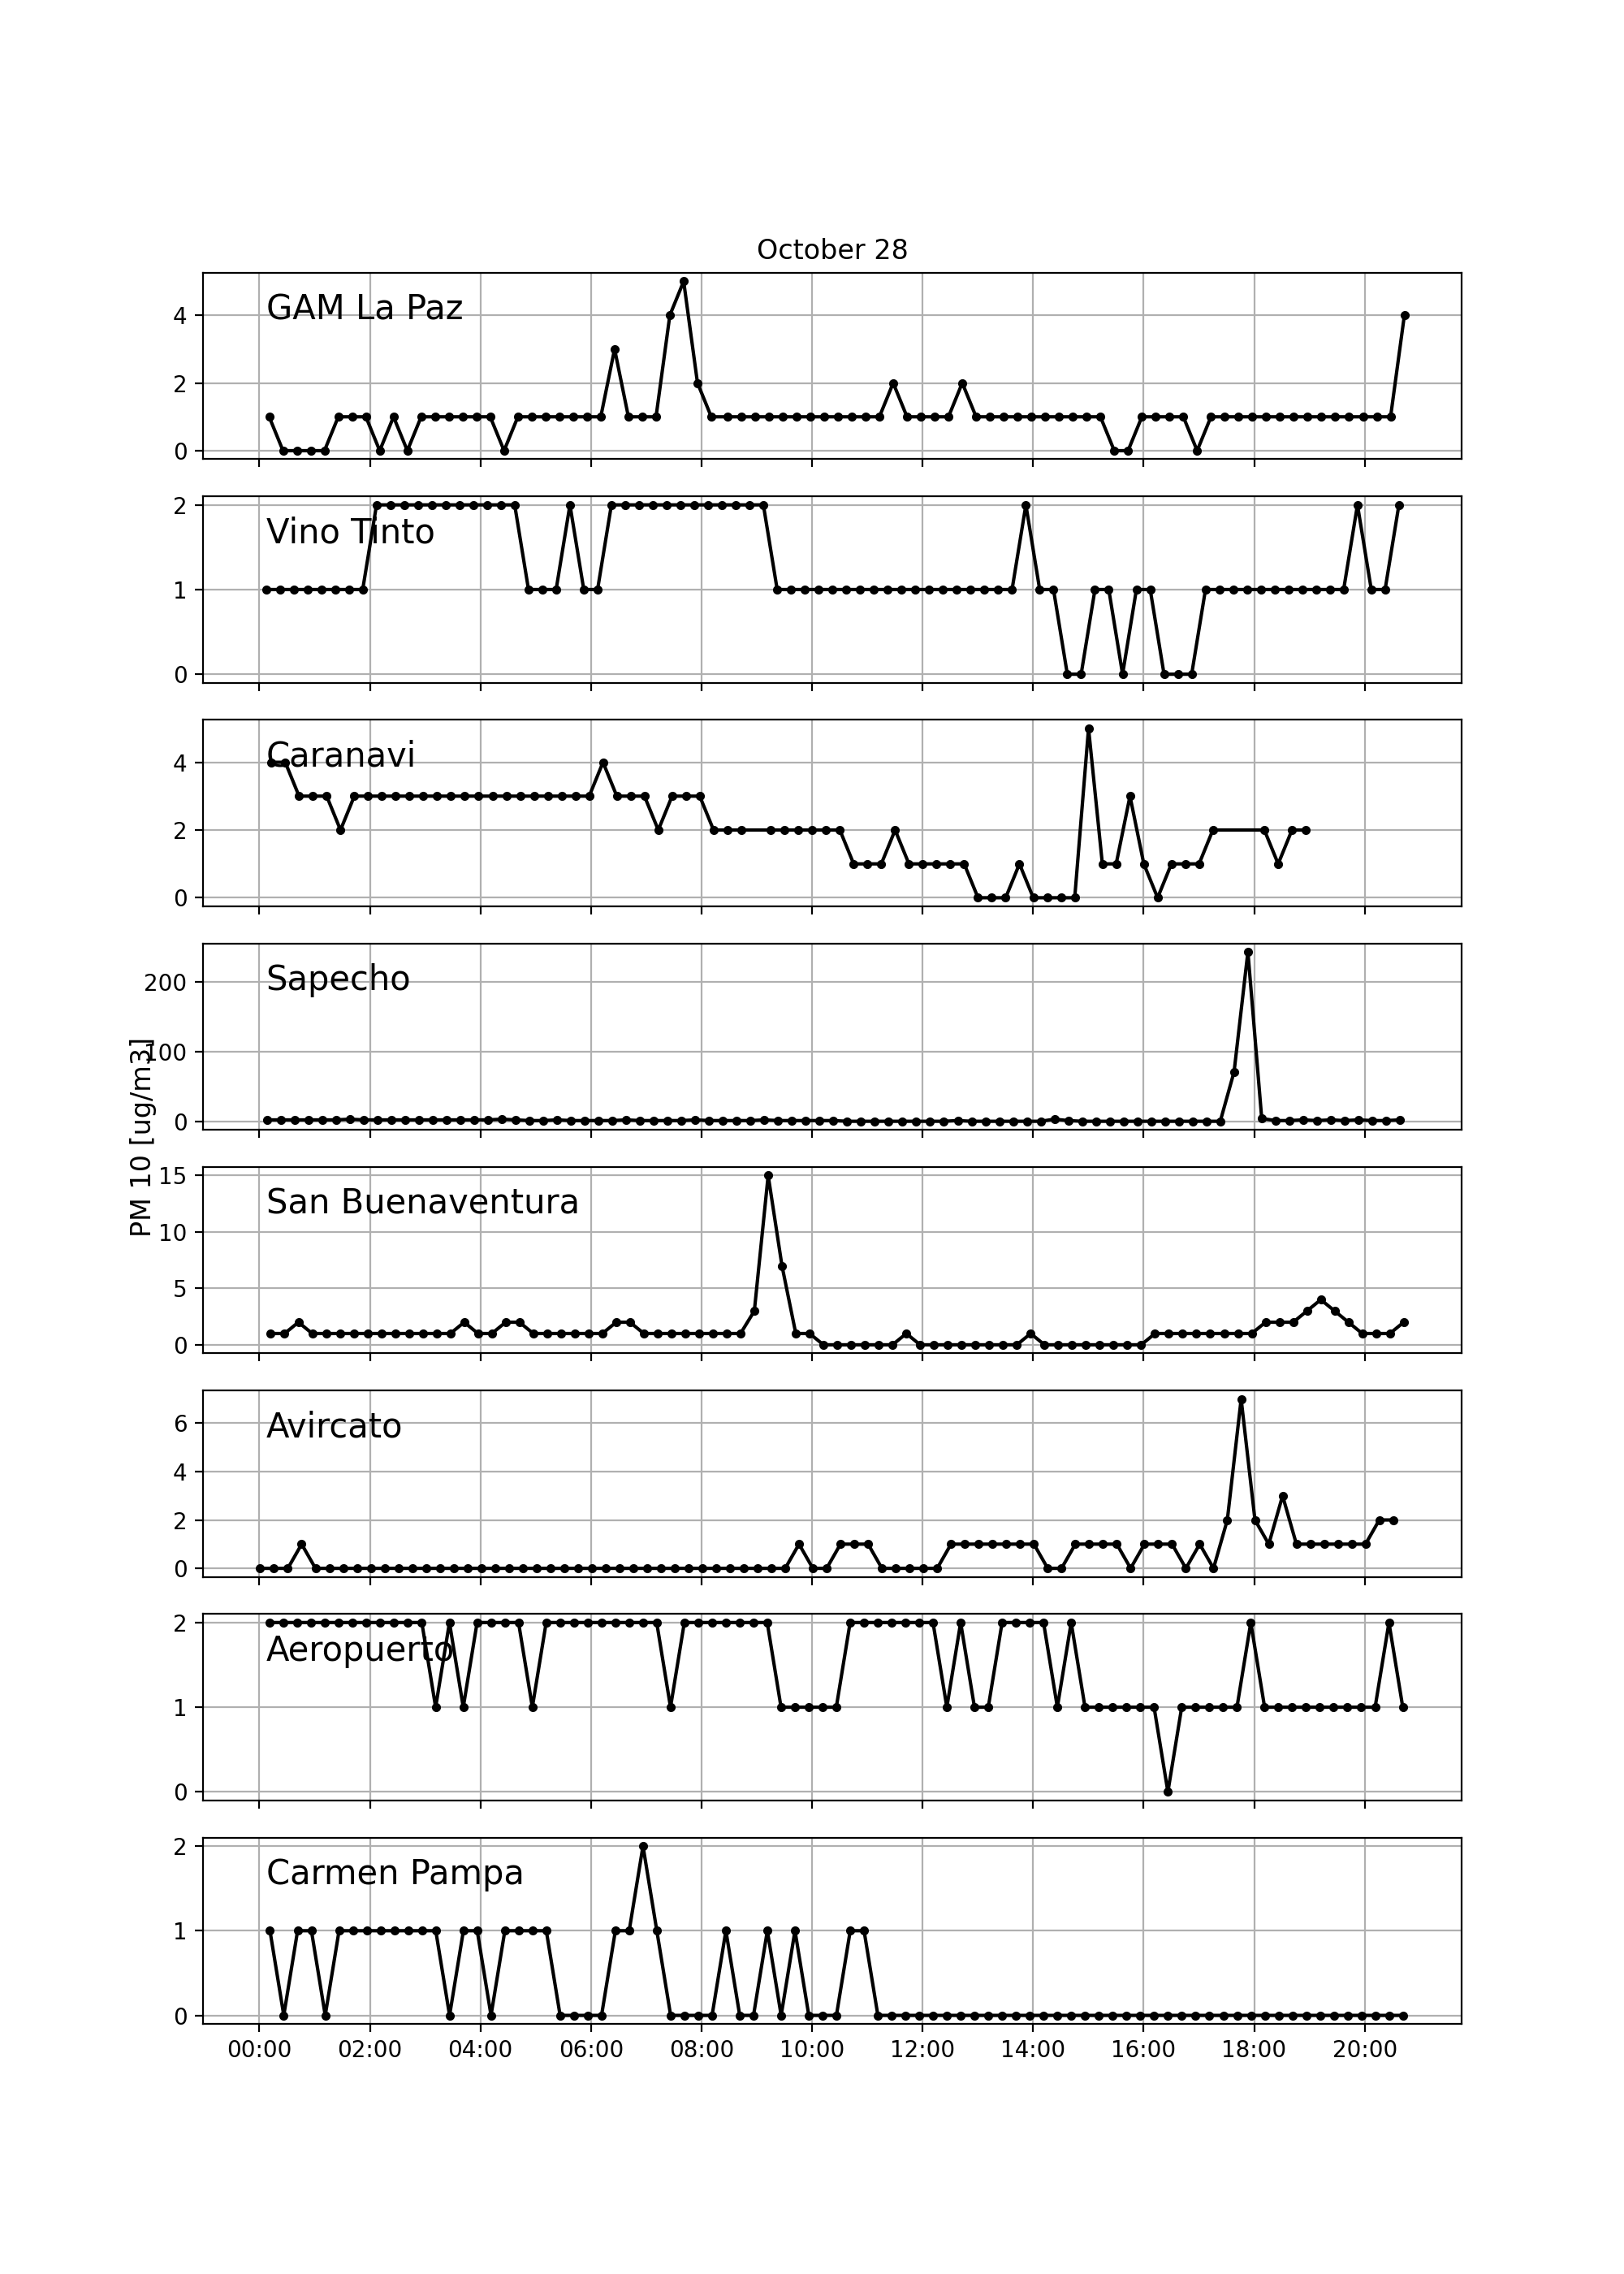 October 28
GAM La Paz
4
2
0
Vino Tinto
2
1
0
Caranavi
4
2
0
Sapecho
200
100
0
PM 10 [ug/m3]
San Buenaventura
15
10
5
0
Avircato
6
4
2
0
Aeropuerto
2
1
0
Carmen Pampa
2
1
0
00:00 02:00 04:00 06:00 08:00 10:00 12:00 14:00 16:00 18:00 20:00